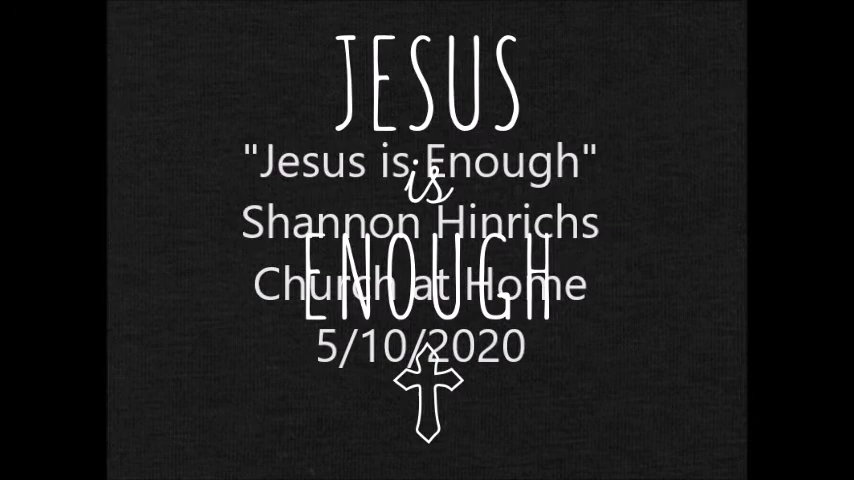 JESUS
"Jesus is Enough"
is
Shannon Hinrichs
ENOUGH
Church at Home
5/10/2020